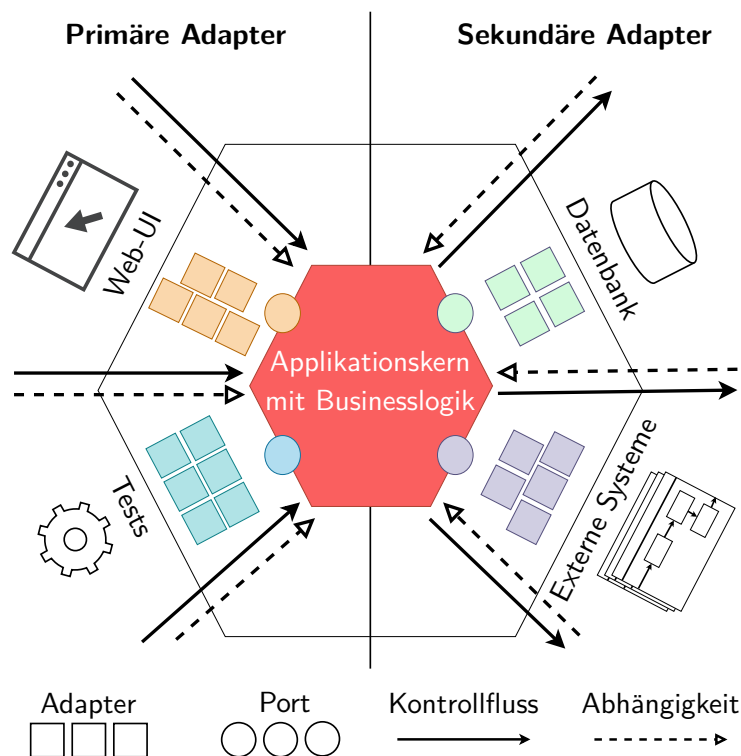 Primäre Adapter
Sekundäre Adapter
Web-UI
Datenbank
Applikationskern
mit Businesslogik
Tests
Externe Systeme
Adapter
Port
Kontrollfluss
Abhängigkeit